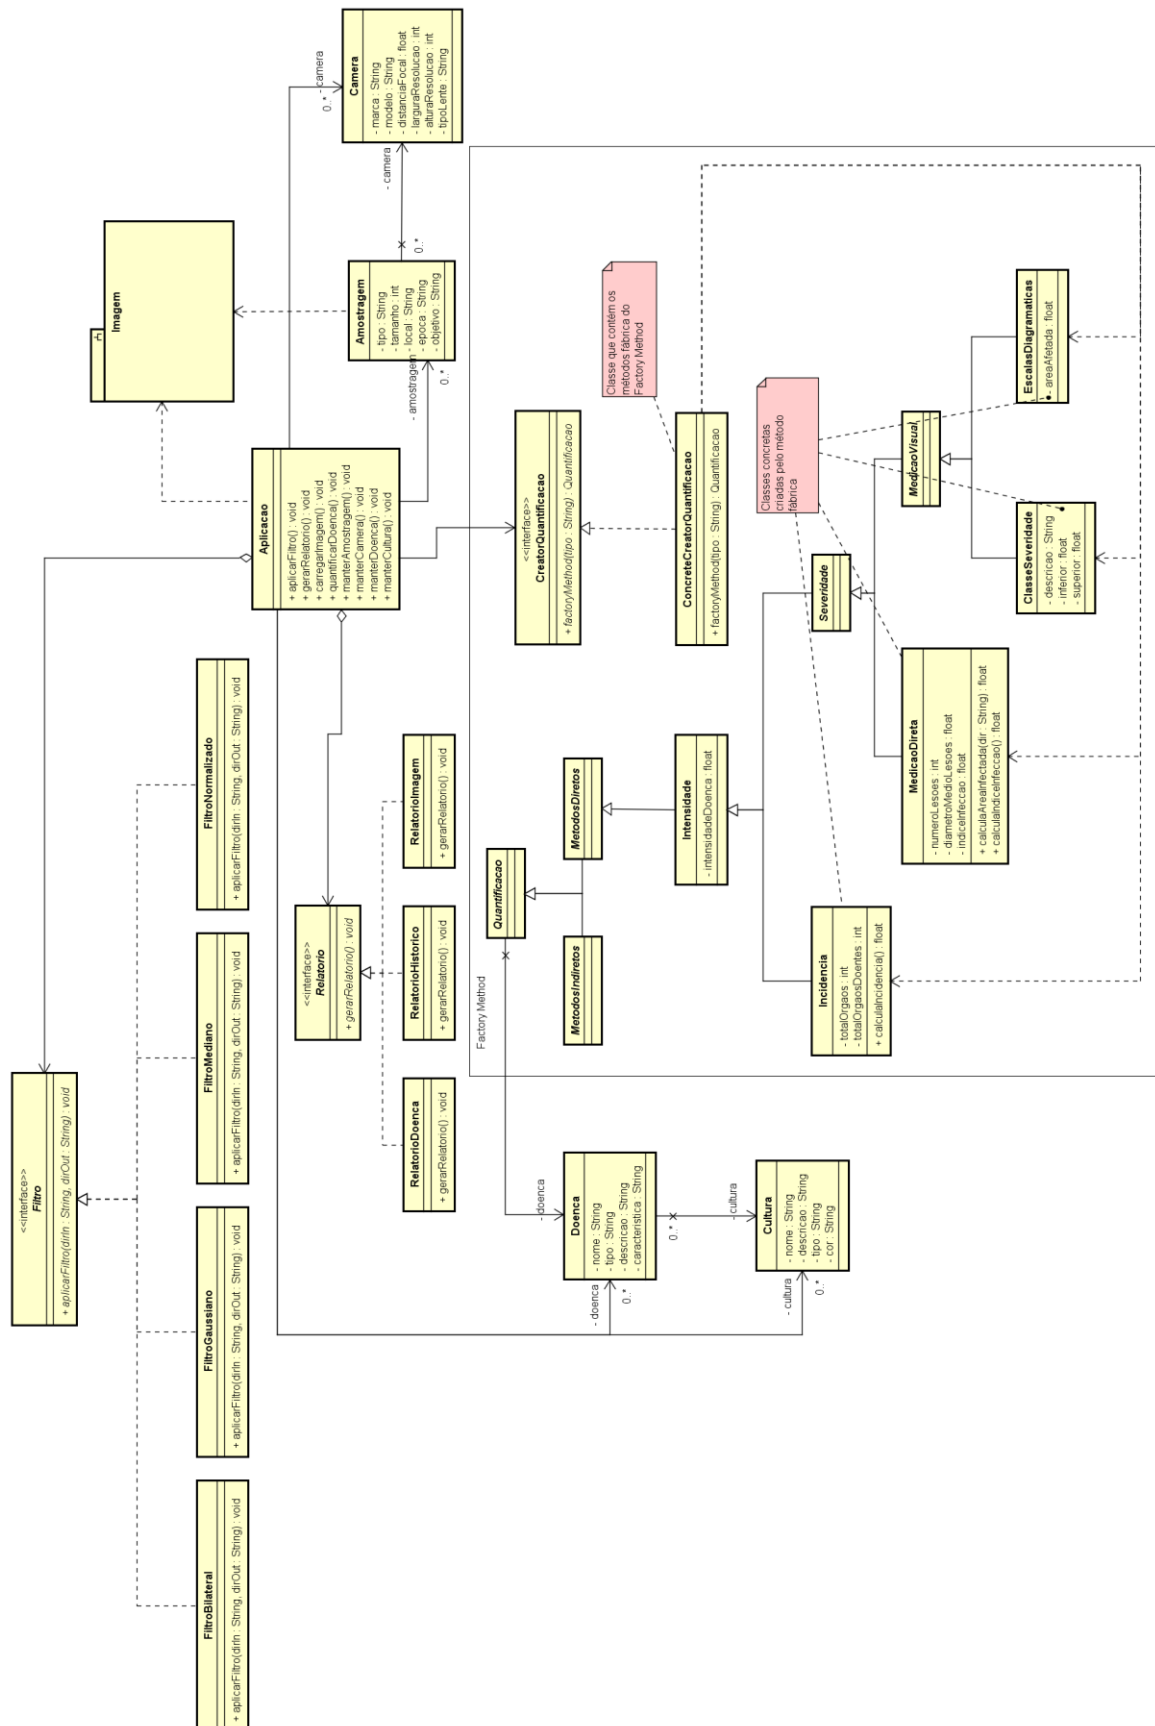 <<interface>>
Filtro
+ aplicarFiltro(dirIn : String, dirOut : String) : void
FiltroBilateral
+ aplicarFiltro(dirIn : String, dirOut : String) : void
FiltroGaussiano
+ aplicarFiltro(dirIn : String, dirOut : String) : void
FiltroMediano
+ aplicarFiltro(dirIn : String, dirOut : String) : void
FiltroNormalizado
+ aplicarFiltro(dirIn : String, dirOut : String) : void
Imagem
Aplicacao
+ aplicarFiltro() : void
+ gerarRelatorio() : void
+ carregarImagem() : void
+ quantificarDoenca() : void
+ manterAmostragem() : void
+ manterCamera() : void
+ manterDoenca() : void
+ manterCultura() : void
<<interface>>
Relatorio
+ gerarRelatorio() : void
RelatorioDoenca
+ gerarRelatorio() : void
RelatorioHistorico
+ gerarRelatorio() : void
RelatorioImagem
+ gerarRelatorio() : void
Amostragem
- tipo : String
- tamanho : int
- local : String
- epoca : String
- objetivo : String
- amostragem
0..*
Camera
- marca : String
- modelo : String
- distanciaFocal : float
- larguraResolucao : int
- alturaResolucao : int
- tipoLente : String
- camera
0..*
- camera
0..*
Factory Method
<<interface>>
CreatorQuantificacao
+ factoryMethod(tipo : String) : Quantificacao
Classe que contém os
métodos fábrica do
Factory Method
ConcreteCreatorQuantificacao
+ factoryMethod(tipo : String) : Quantificacao
Quantificacao
MetodosIndiretos
MetodosDiretos
Intensidade
- intensidadeDoenca : float
Classes concretas
criadas pelo método
fábrica
Incidencia
- totalOrgaos : int
- totalOrgaosDoentes : int
+ calculaIncidencia() : float
Severidade
MedicaoDireta
- numeroLesoes : int
- diametroMedioLesoes : float
- indiceInfeccao : float
+ calculaAreaInfectada(dir : String) : float
+ calculaIndiceInfeccao() : float
MedicaoVisual
ClasseSeveridade
- descricao : String
- inferior : float
- superior : float
EscalasDiagramaticas
- areaAfetada : float
- doenca
- doenca
0..*
Doenca
- nome : String
- tipo : String
- descricao : String
- caracteristica : String
0..*
- cultura
- cultura
0..*
Cultura
- nome : String
- descricao : String
- tipo : String
- cor : String